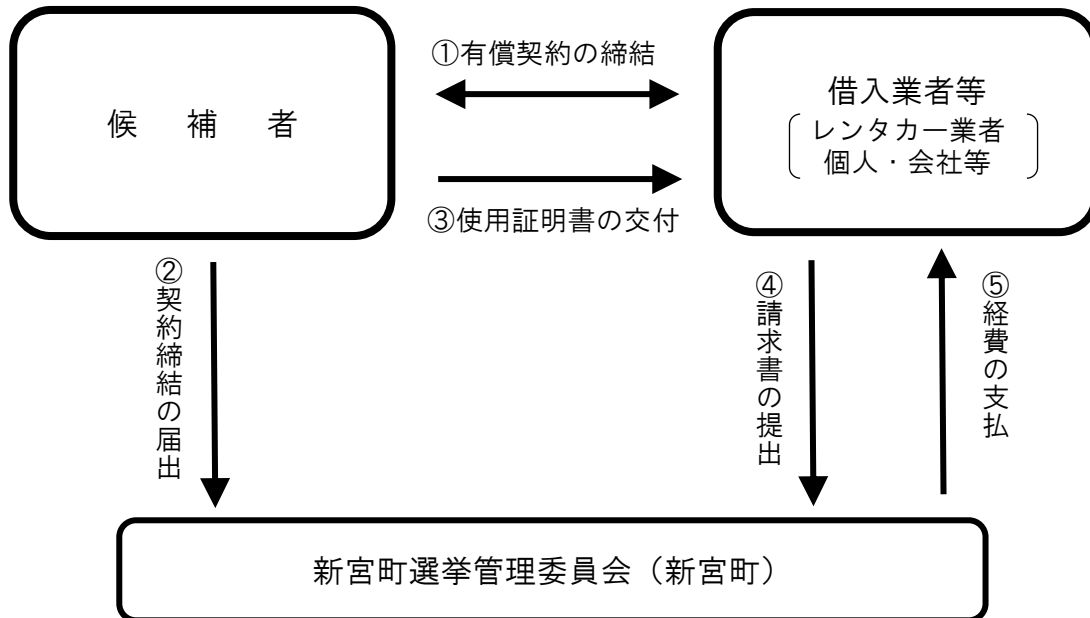 ①有償契約の締結
候　補　者
借入業者等
レンタカー業者
個人・会社等
③使用証明書の交付
②契約締結の届出
④請求書の提出
⑤経費の支払
新宮町選挙管理委員会（新宮町）